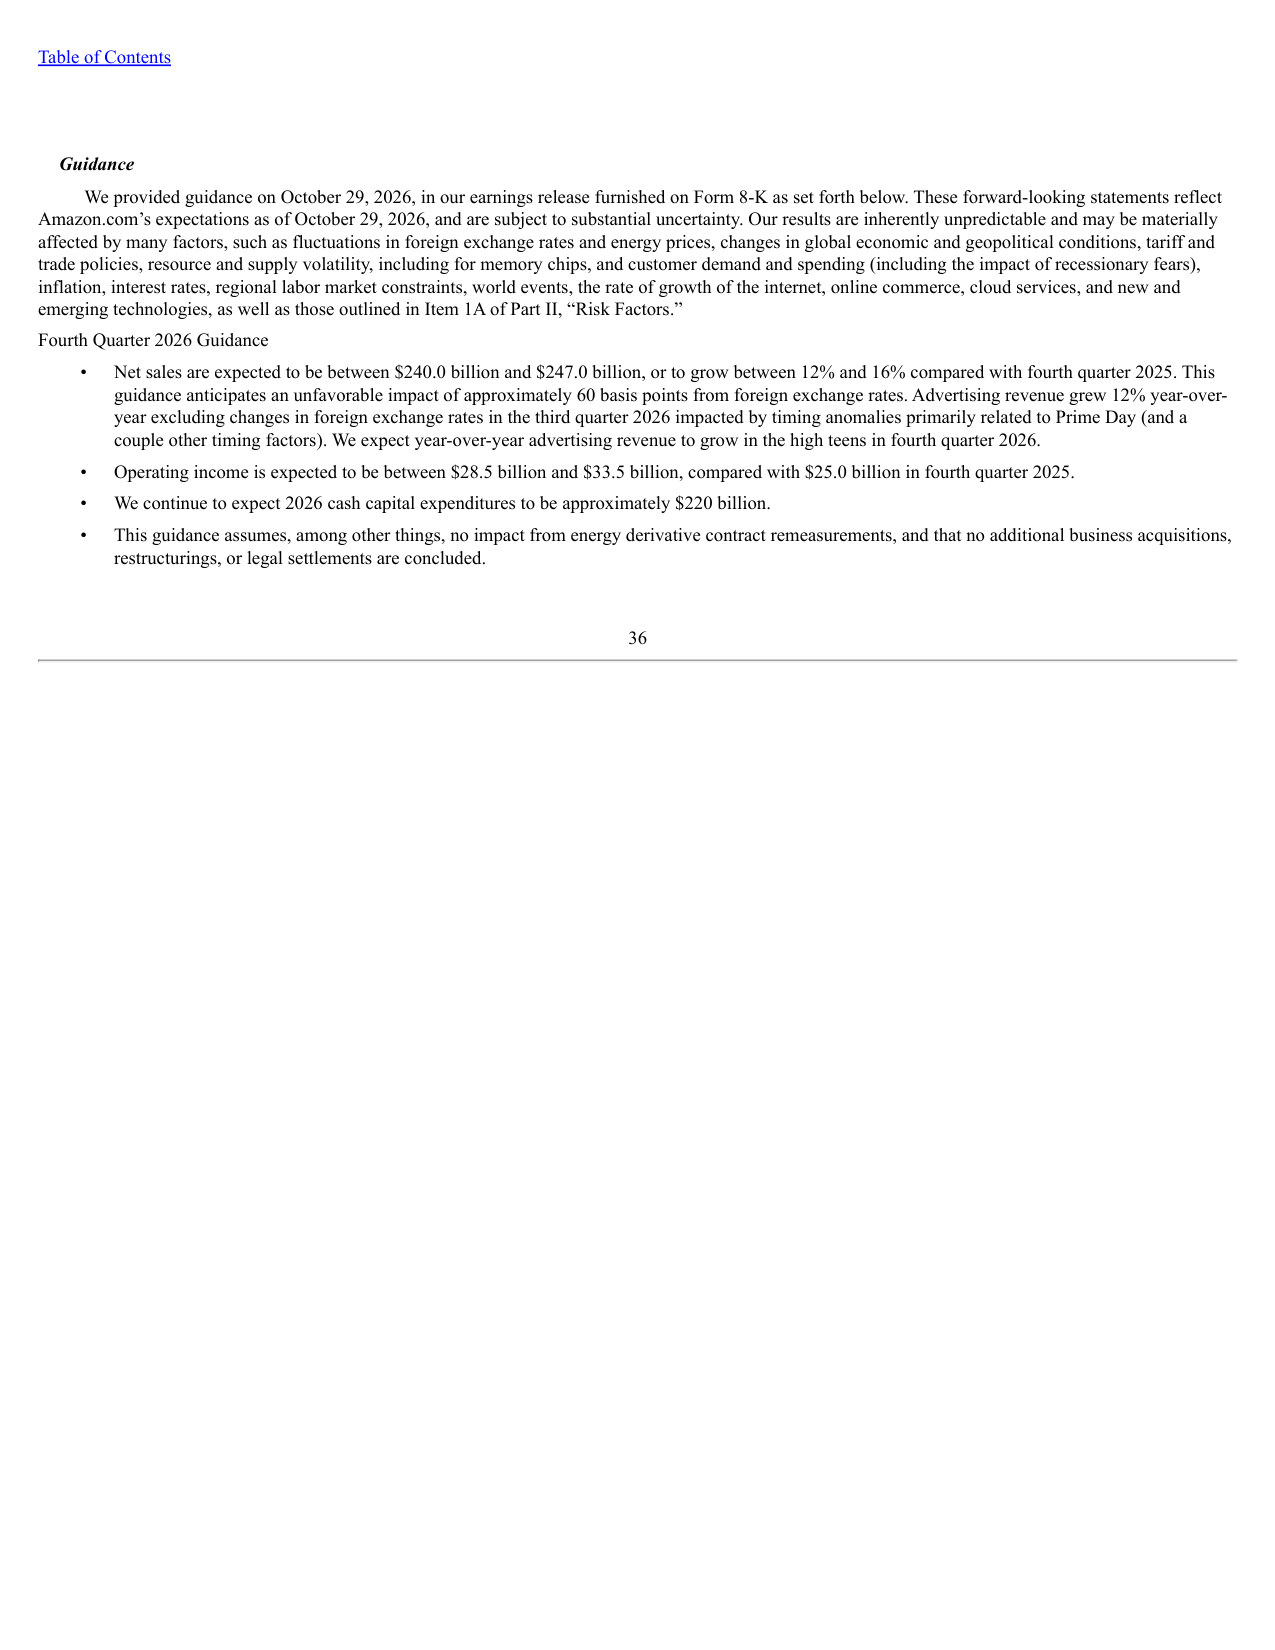 Table of Contents
Guidance
We provided guidance on October 29, 2026, in our earnings release furnished on Form 8-K as set forth below. These forward-looking statements reflect
Amazon.com’s expectations as of October 29, 2026, and are subject to substantial uncertainty. Our results are inherently unpredictable and may be materially
affected by many factors, such as fluctuations in foreign exchange rates and energy prices, changes in global economic and geopolitical conditions, tariff and
trade policies, resource and supply volatility, including for memory chips, and customer demand and spending (including the impact of recessionary fears),
inflation, interest rates, regional labor market constraints, world events, the rate of growth of the internet, online commerce, cloud services, and new and
emerging technologies, as well as those outlined in Item 1A of Part II, “Risk Factors.”
Fourth Quarter 2026 Guidance
• Net sales are expected to be between $240.0 billion and $247.0 billion, or to grow between 12% and 16% compared with fourth quarter 2025. This
guidance anticipates an unfavorable impact of approximately 60 basis points from foreign exchange rates. Advertising revenue grew 12% year-over-
year excluding changes in foreign exchange rates in the third quarter 2026 impacted by timing anomalies primarily related to Prime Day (and a
couple other timing factors). We expect year-over-year advertising revenue to grow in the high teens in fourth quarter 2026.
• Operating income is expected to be between $28.5 billion and $33.5 billion, compared with $25.0 billion in fourth quarter 2025.
• We continue to expect 2026 cash capital expenditures to be approximately $220 billion.
• This guidance assumes, among other things, no impact from energy derivative contract remeasurements, and that no additional business acquisitions,
restructurings, or legal settlements are concluded.
36